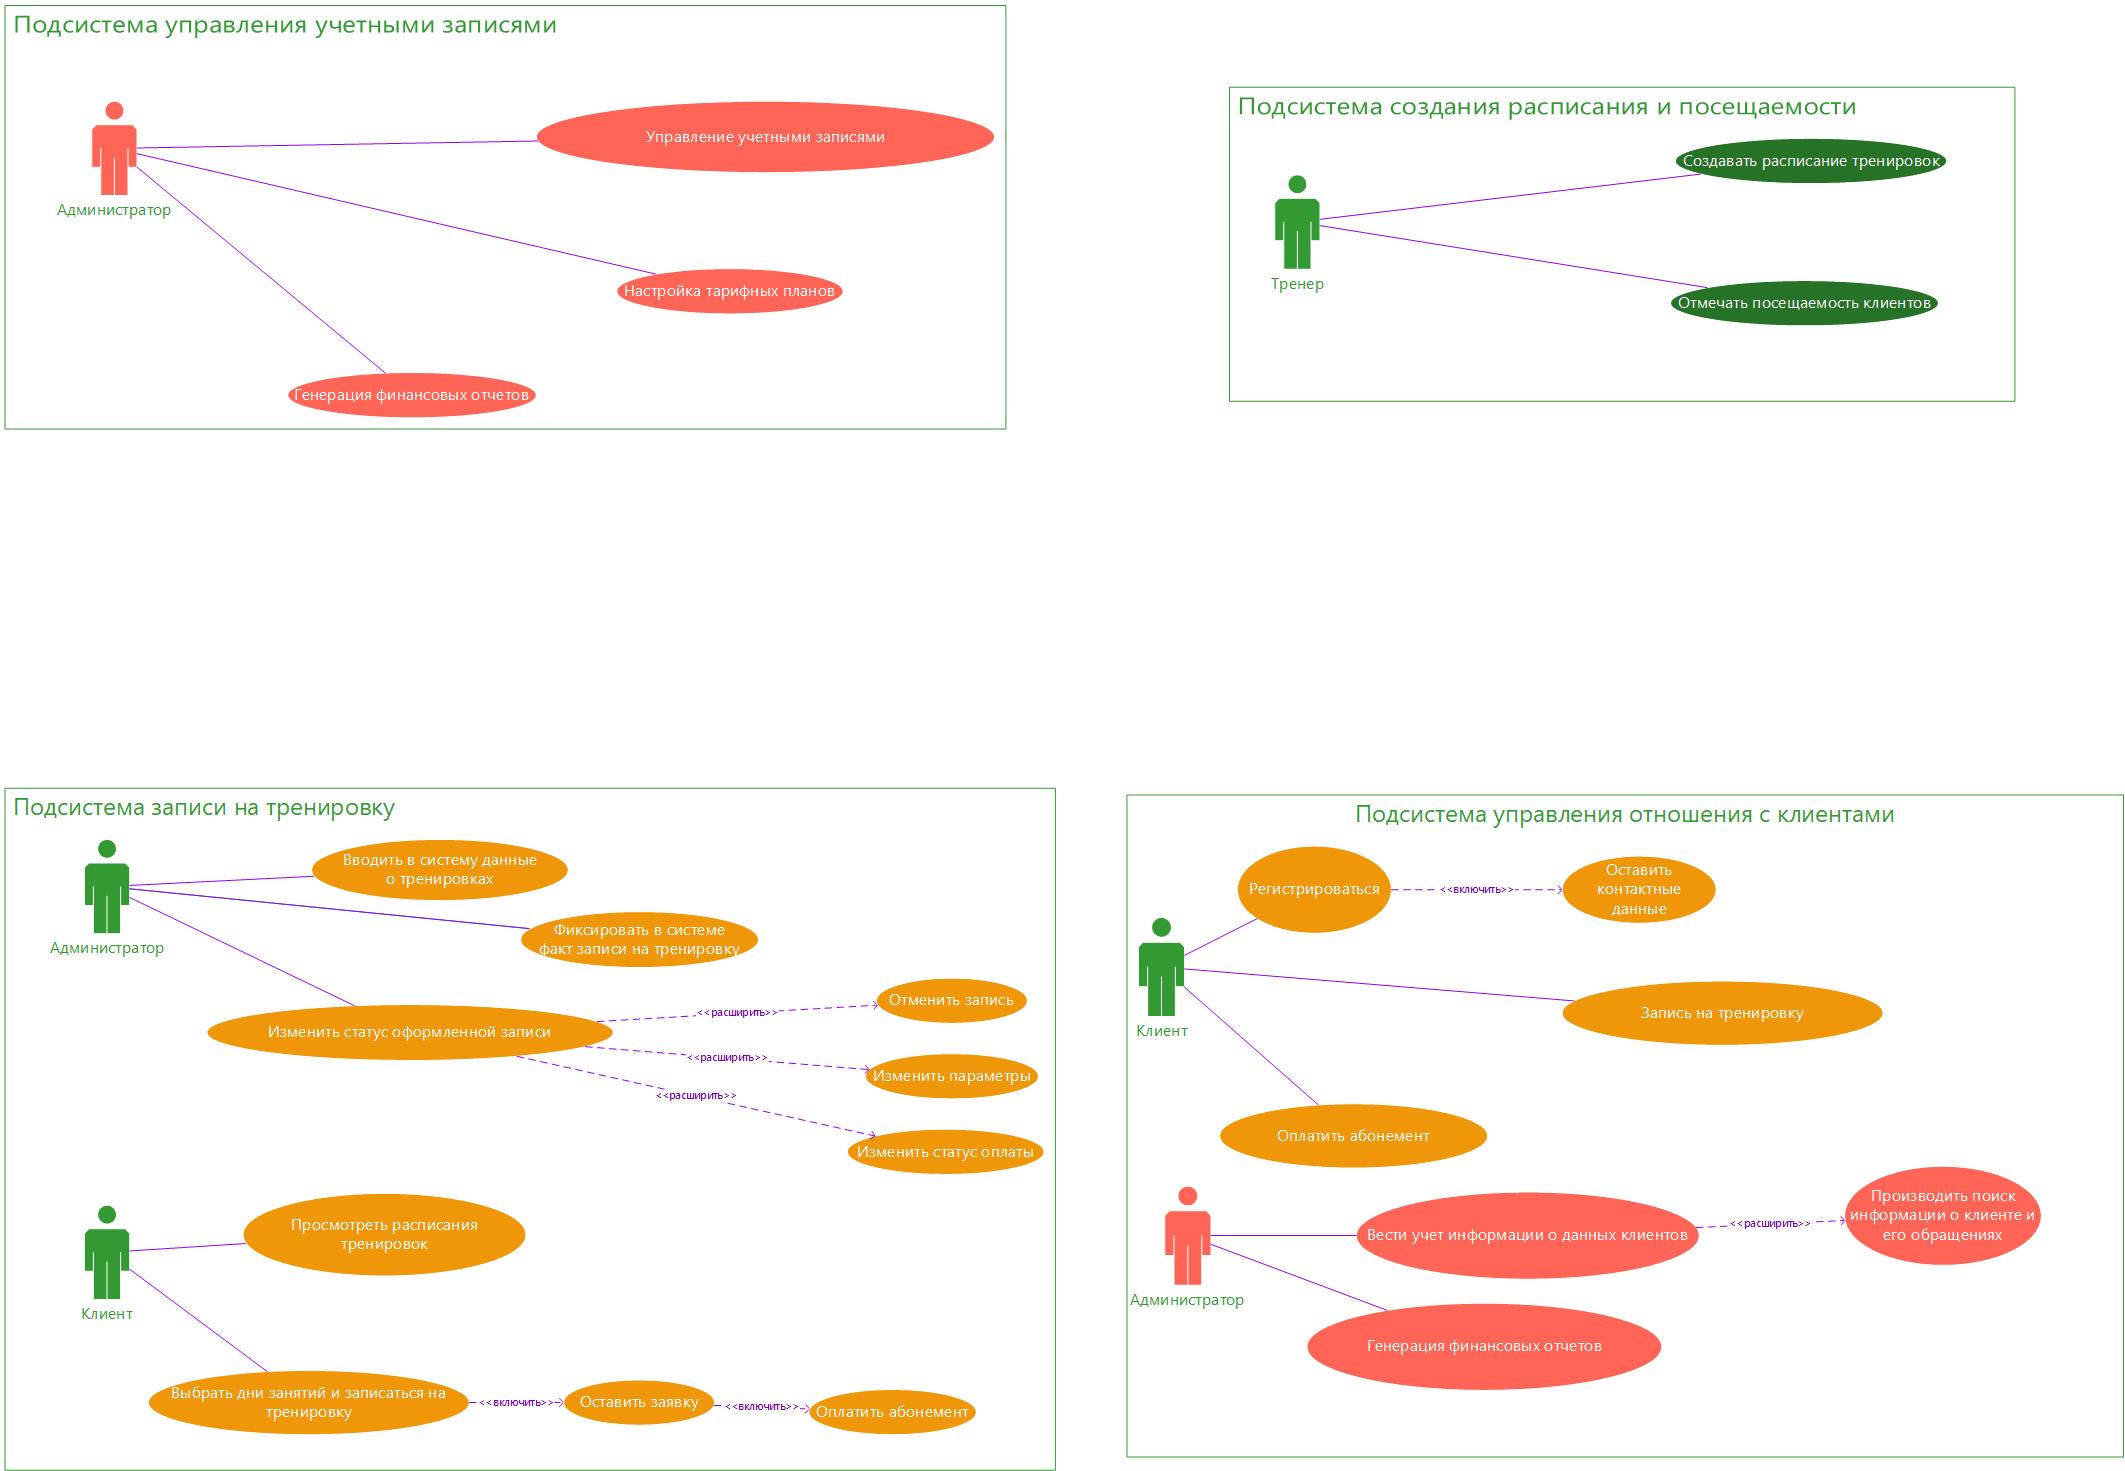 Подсистема управления учетными записями
Администратор
Управление учетными записями
Настройка тарифных планов
Генерация финансовых отчетов
Подсистема создания расписания и посещаемости
Тренер
Создавать расписание тренировок
Отмечать посещаемость клиентов
Подсистема записи на тренировку
Администратор
Вводить в систему данные
о тренировках
Фиксировать в системе
факт записи на тренировку
Изменить статус оформленной записи
<<расширить>>
Отменить запись
<<расширить>>
Изменить параметры
<<расширить>>
Изменить статус оплаты
Клиент
Просмотреть расписания
тренировок
Выбрать дни занятий и записаться на
тренировку
<<включить>>
Оставить заявку
<<включить>>
Оплатить абонемент
Подсистема управления отношения с клиентами
Клиент
Регистрироваться
<<включить>>
Оставить
контактные
данные
Запись на тренировку
Оплатить абонемент
Администратор
Вести учет информации о данных клиентов
<<расширить>>
Производить поиск
информации о клиенте и
его обращениях
Генерация финансовых отчетов